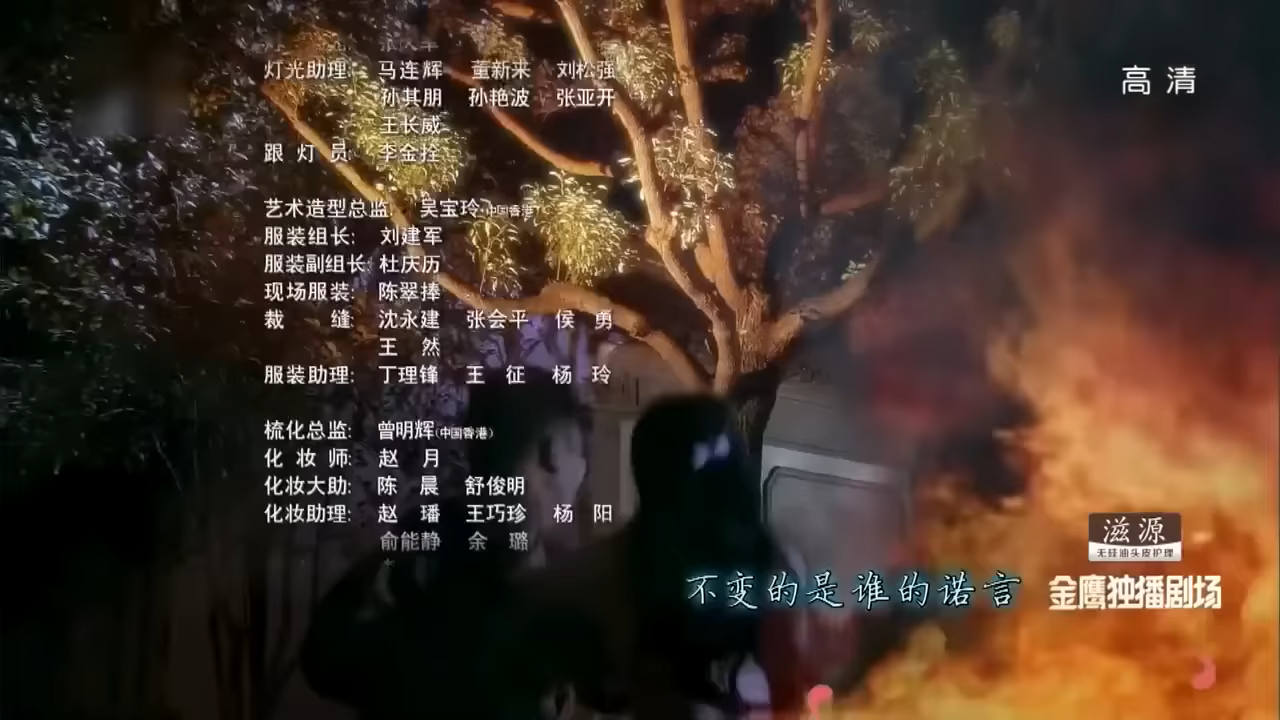 灯光助理: 马连辉 董新来 刘松强
孙其朋 孙艳波 张亚开
王长威
跟灯员: 李金拴
艺术造型总监: 吴宝玲(中国香港)
服装组长: 刘建军
服装副组长: 杜庆历
现场服装: 陈翠捧
裁缝: 沈永建 张会平 侯勇
王然
服装助理: 丁理锋 王征 杨玲
梳化总监: 曾明辉(中国香港)
化妆师: 赵月
化妆大助: 陈晨 舒俊明
化妆助理: 赵璠 王巧珍 杨阳
俞能静 余璐
高清
滋源
无硅油头皮护理
不变的是谁的诺言
金鹰独播剧场